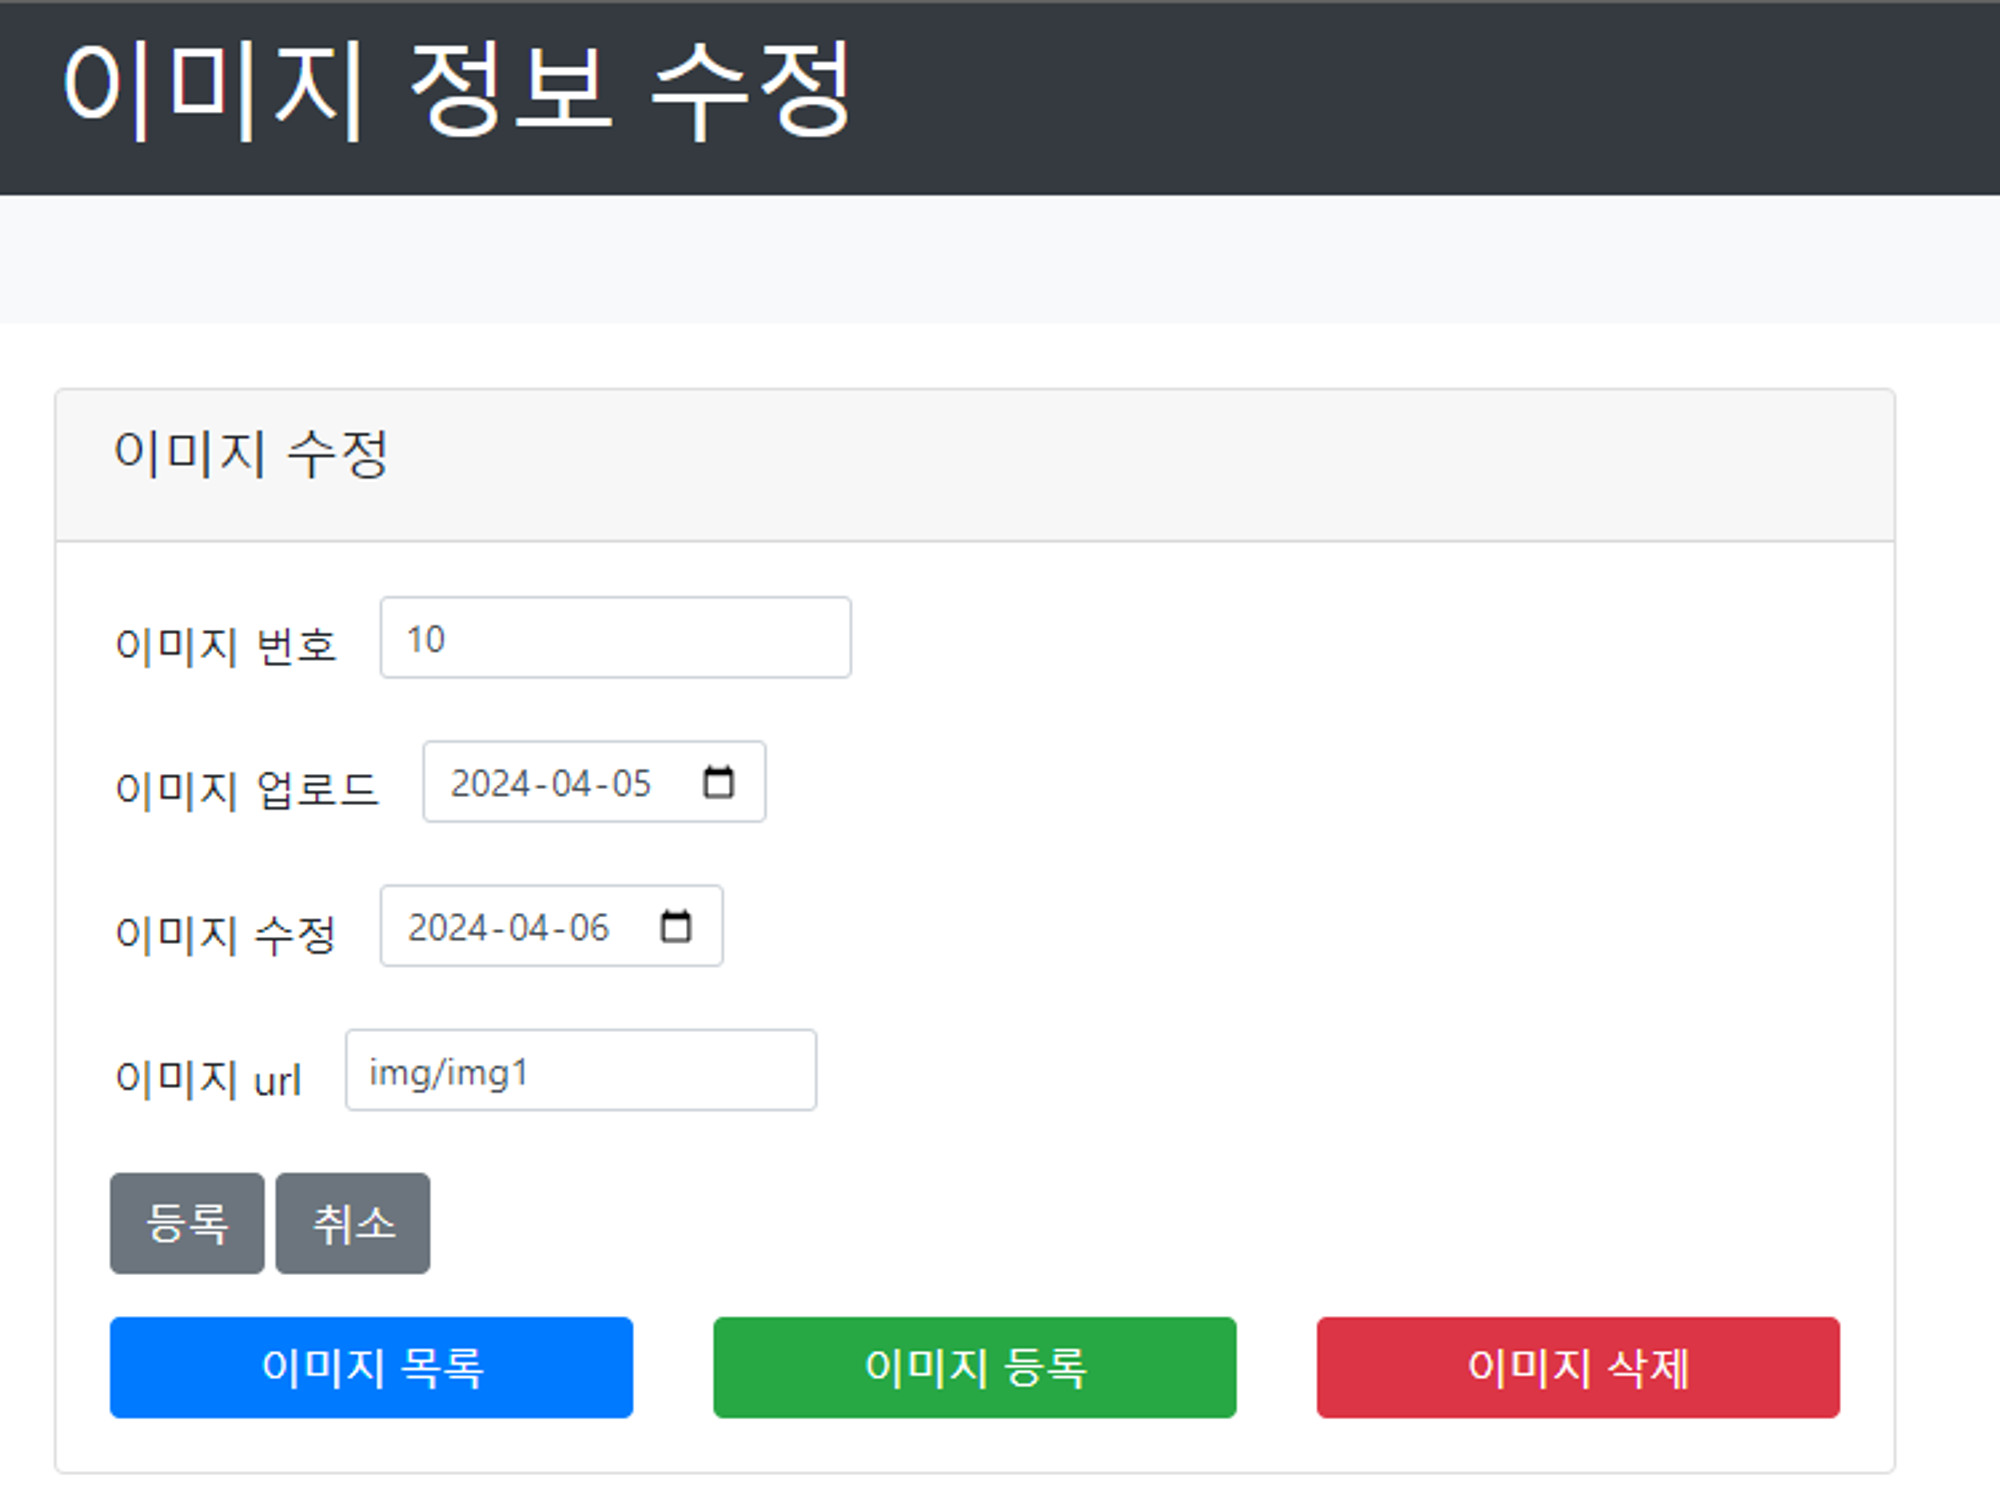 이미지 정보 수정
이미지 수정
이미지 번호 10
이미지 업로드 2024-04-05
이미지 수정 2024-04-06
이미지 url img/img1
등록 취소
이미지 목록 이미지 등록 이미지 삭제